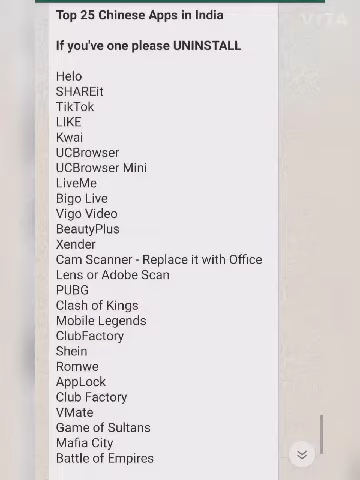 Top 25 Chinese Apps in India
If you've one please UNINSTALL
Helo
SHAREit
TikTok
LIKE
Kwai
UCBrowser
UCBrowser Mini
LiveMe
Bigo Live
Vigo Video
BeautyPlus
Xender
Cam Scanner - Replace it with Office
Lens or Adobe Scan
PUBG
Clash of Kings
Mobile Legends
ClubFactory
Shein
Romwe
AppLock
Club Factory
VMate
Game of Sultans
Mafia City
Battle of Empires
VITA